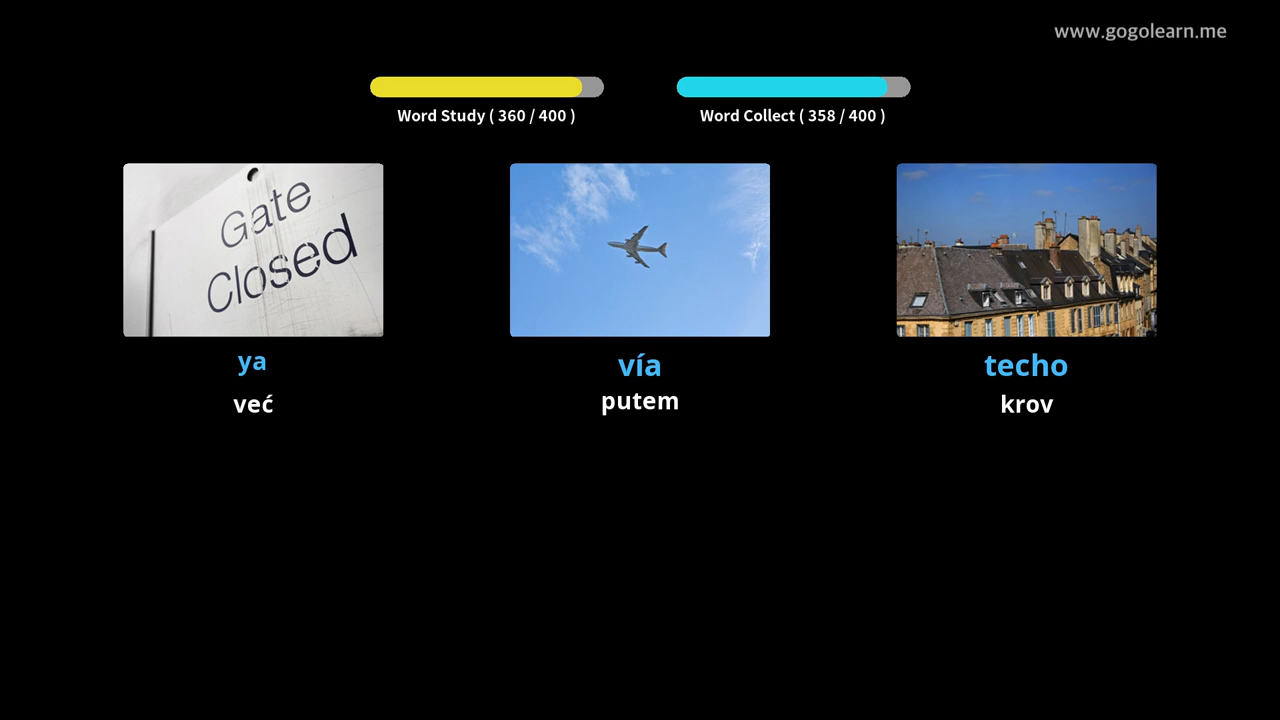 www.gogolearn.me
Word Study ( 360 / 400 )
Word Collect ( 358 / 400 )
Gate
Closed
ya
već
vía
putem
techo
krov